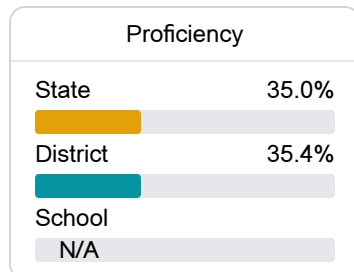 Proficiency
State 35.0%
District 35.4%
School
N/A